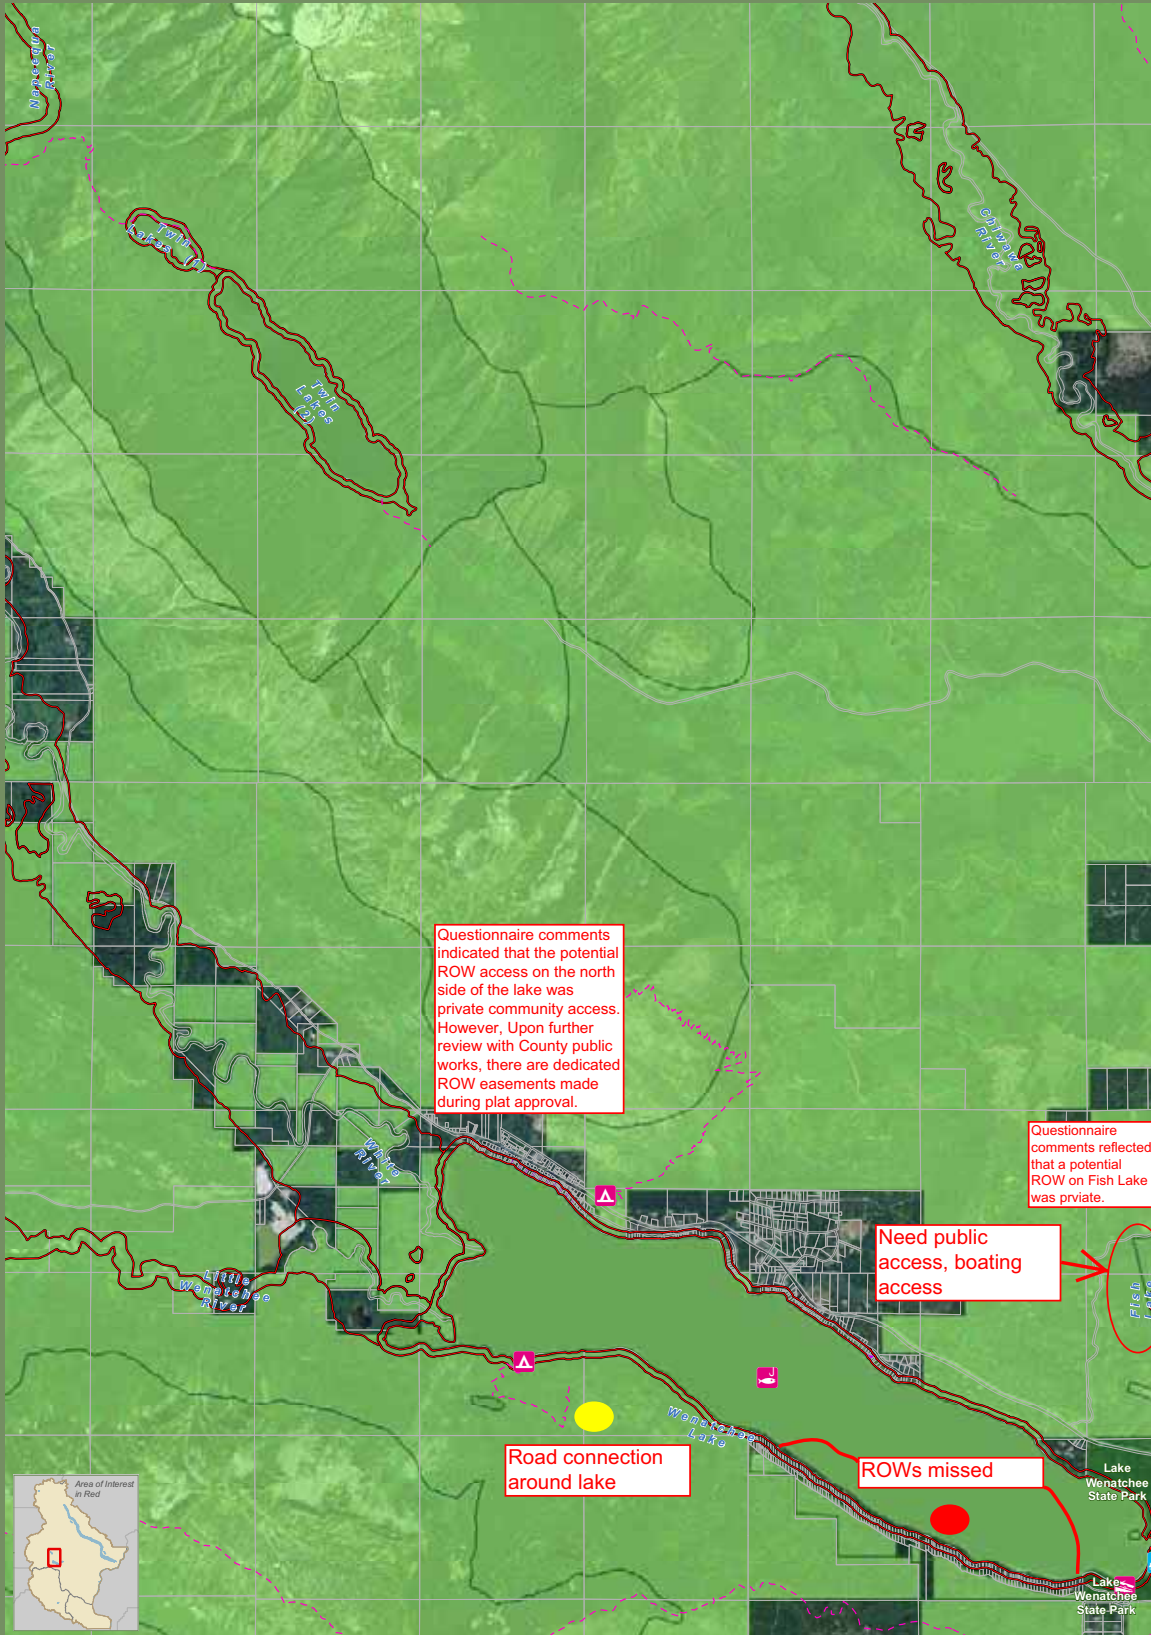 Napeequa
River
Twin
Lakes (1)
Twin
Lakes
(2)
Chiwawa
River
Questionnaire comments
indicated that the potential
ROW access on the north
side of the lake was
private community access.
However, Upon further
review with County public
works, there are dedicated
ROW easements made
during plat approval.
White
River
Questionnaire
comments reflected
that a potential
ROW on Fish Lake
was prviate.
Need public
access, boating
access
Fish
Lake
Little
Wenatchee
River
Wenatchee
Lake
Road connection
around lake
ROWs missed
Lake
Wenatchee
State Park
Lake
Wenatchee
State Park
Area of Interest
in Red